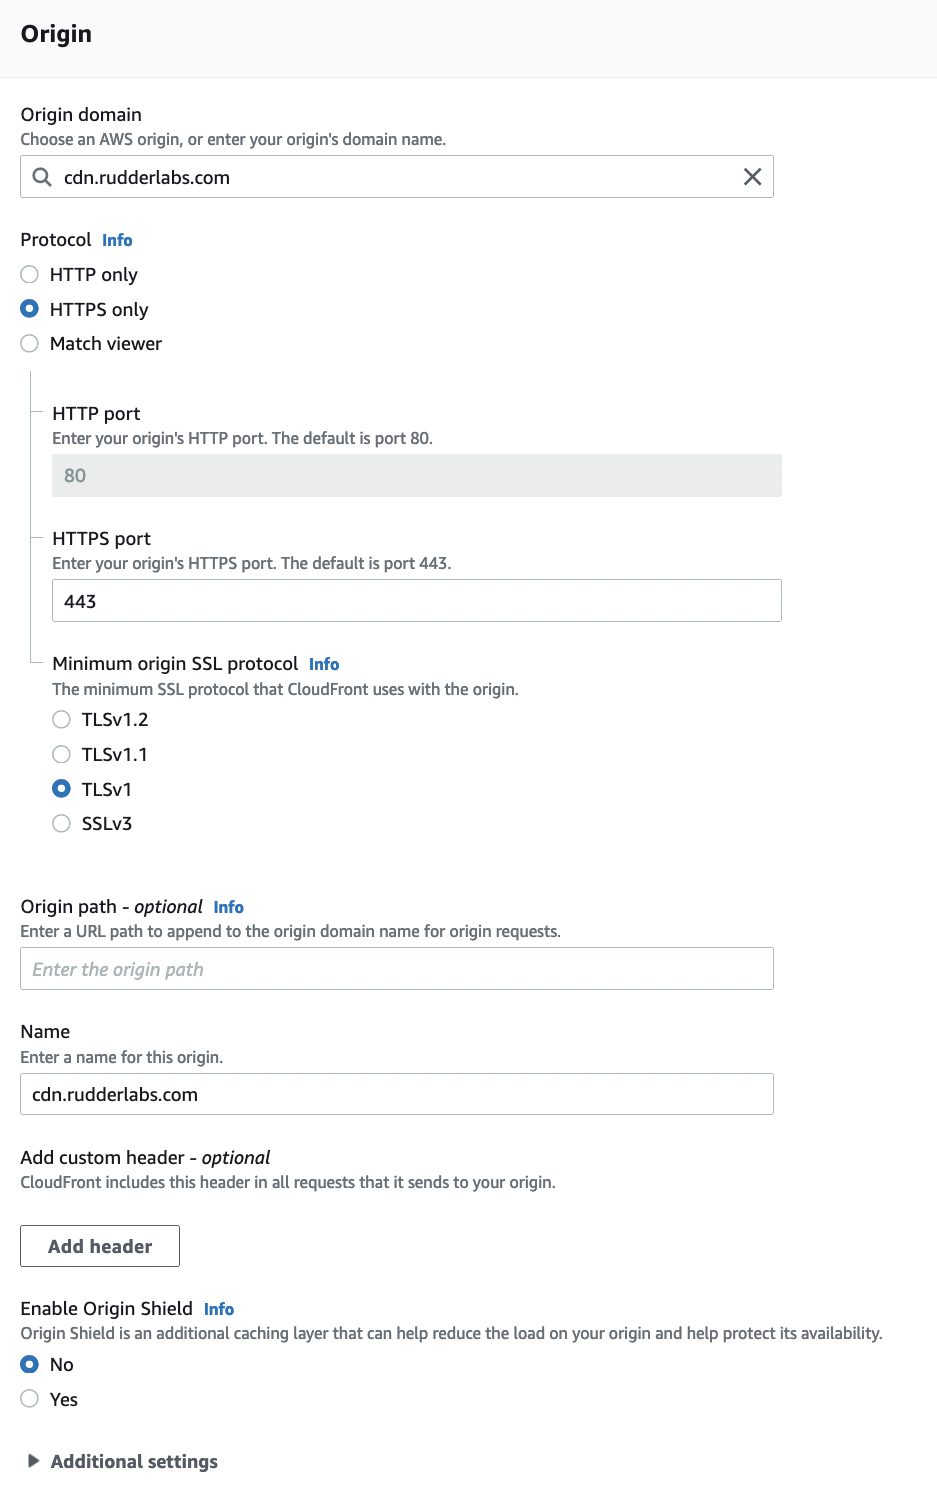 Origin
Origin domain
Choose an AWS origin, or enter your origin's domain name.
cdn.rudderlabs.com
Protocol Info
HTTP only
HTTPS only
Match viewer
HTTP port
Enter your origin's HTTP port. The default is port 80.
80
HTTPS port
Enter your origin's HTTPS port. The default is port 443.
443
Minimum origin SSL protocol Info
The minimum SSL protocol that CloudFront uses with the origin.
TLSv1.2
TLSv1.1
TLSv1
SSLv3
Origin path - optional Info
Enter a URL path to append to the origin domain name for origin requests.
Enter the origin path
Name
Enter a name for this origin.
cdn.rudderlabs.com
Add custom header - optional
CloudFront includes this header in all requests that it sends to your origin.
Add header
Enable Origin Shield Info
Origin Shield is an additional caching layer that can help reduce the load on your origin and help protect its availability.
No
Yes
Additional settings